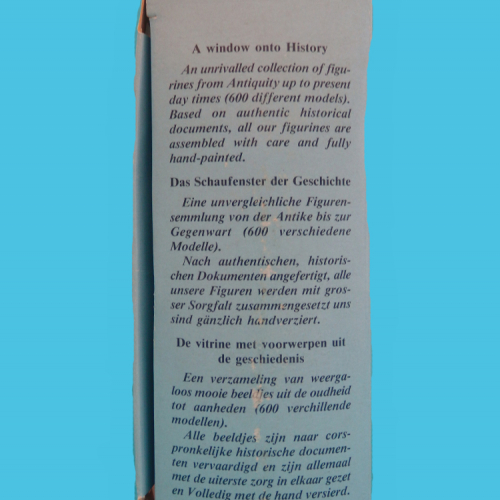 A window onto History
An unrivalled collection of figu-
rines from Antiquity up to present
day times (600 different models).
Based on authentic historical
documents, all our figurines are
assembled with care and fully
hand-painted.
Das Schaufenster der Geschichte
Eine unvergleichliche Figuren-
semmlung von der Antike bis zur
Gegenwart (600 verschiedene
Modelle).
Nach authentischen, historis-
chen Dokumenten angefertigt, alle
unsere Figuren werden mit gros-
ser Sorgfalt zusammengesetzt uns
sind gänzlich handverziert.
De vitrine met voorwerpen uit
de geschiedenis
Een verzameling van weerga-
loos mooie beeldjes uit de oudheid
tot aanheden (600 verchillende
modellen).
Alle beeldjes zijn naar cors-
pronkelijke historische documen-
ten vervaardigd en zijn allemaal
met de uiterste zorg in elkaar gezet
en Volledig met de hand versierd.